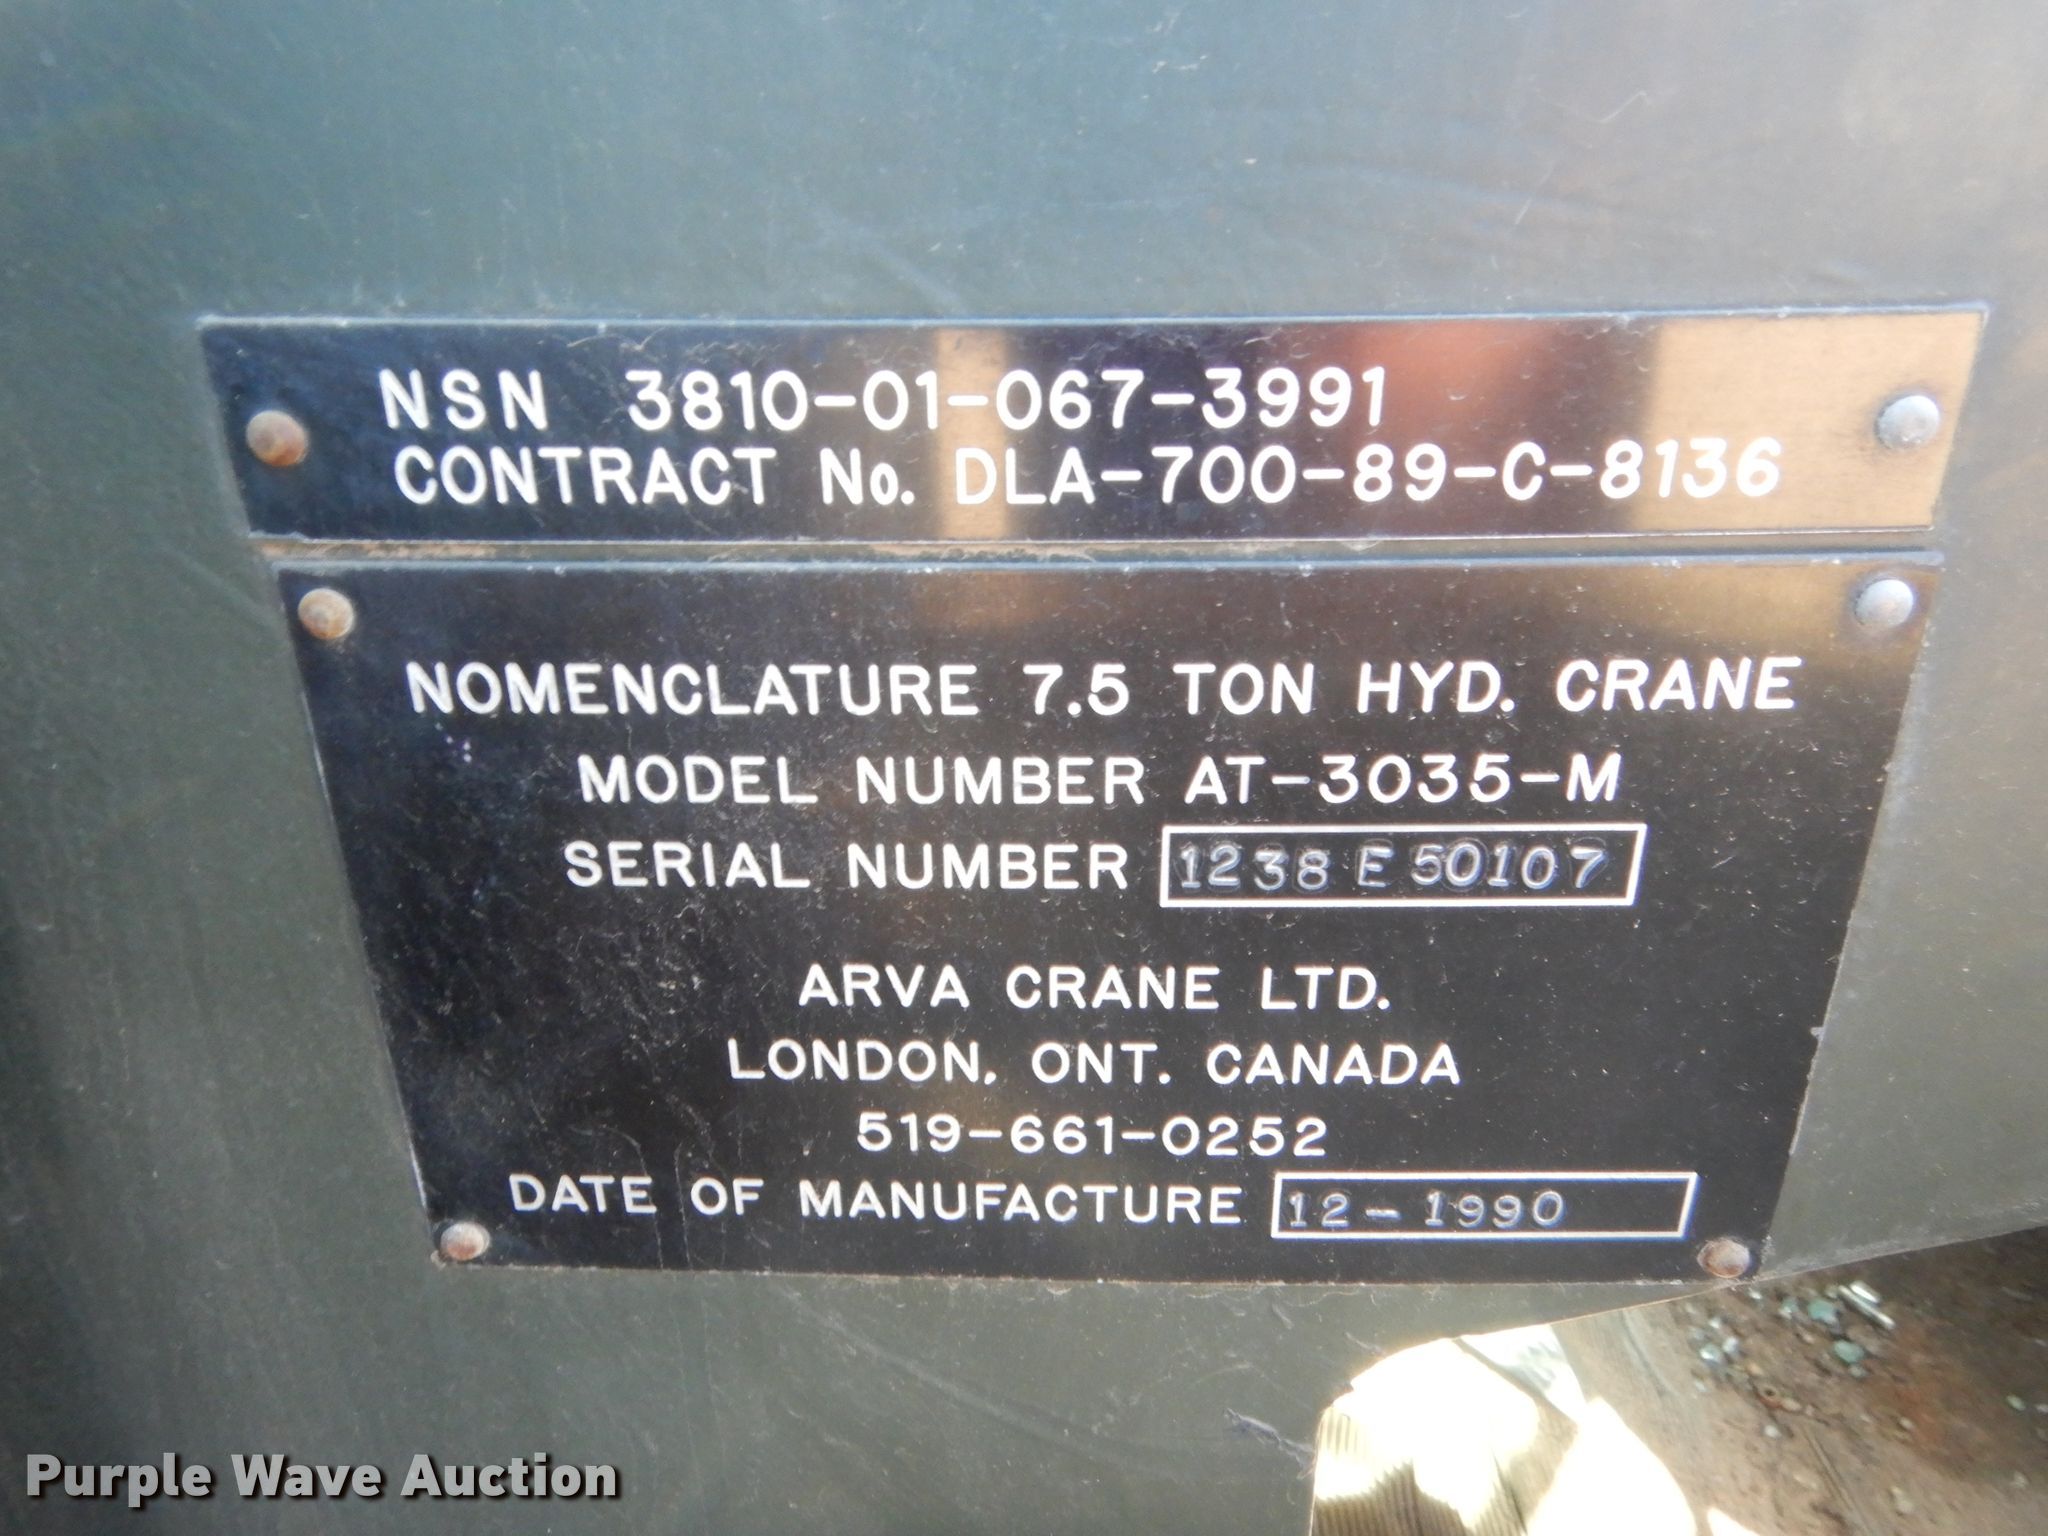 NSN 3810-01-067-3991
CONTRACT No. DLA-700-89-C-8136
NOMENCLATURE 7.5 TON HYD. CRANE
MODEL NUMBER AT-3035-M
SERIAL NUMBER 1238 E 50107
ARVA CRANE LTD.
LONDON, ONT. CANADA
519-661-0252
DATE OF MANUFACTURE 12-1990
Purple Wave Auction